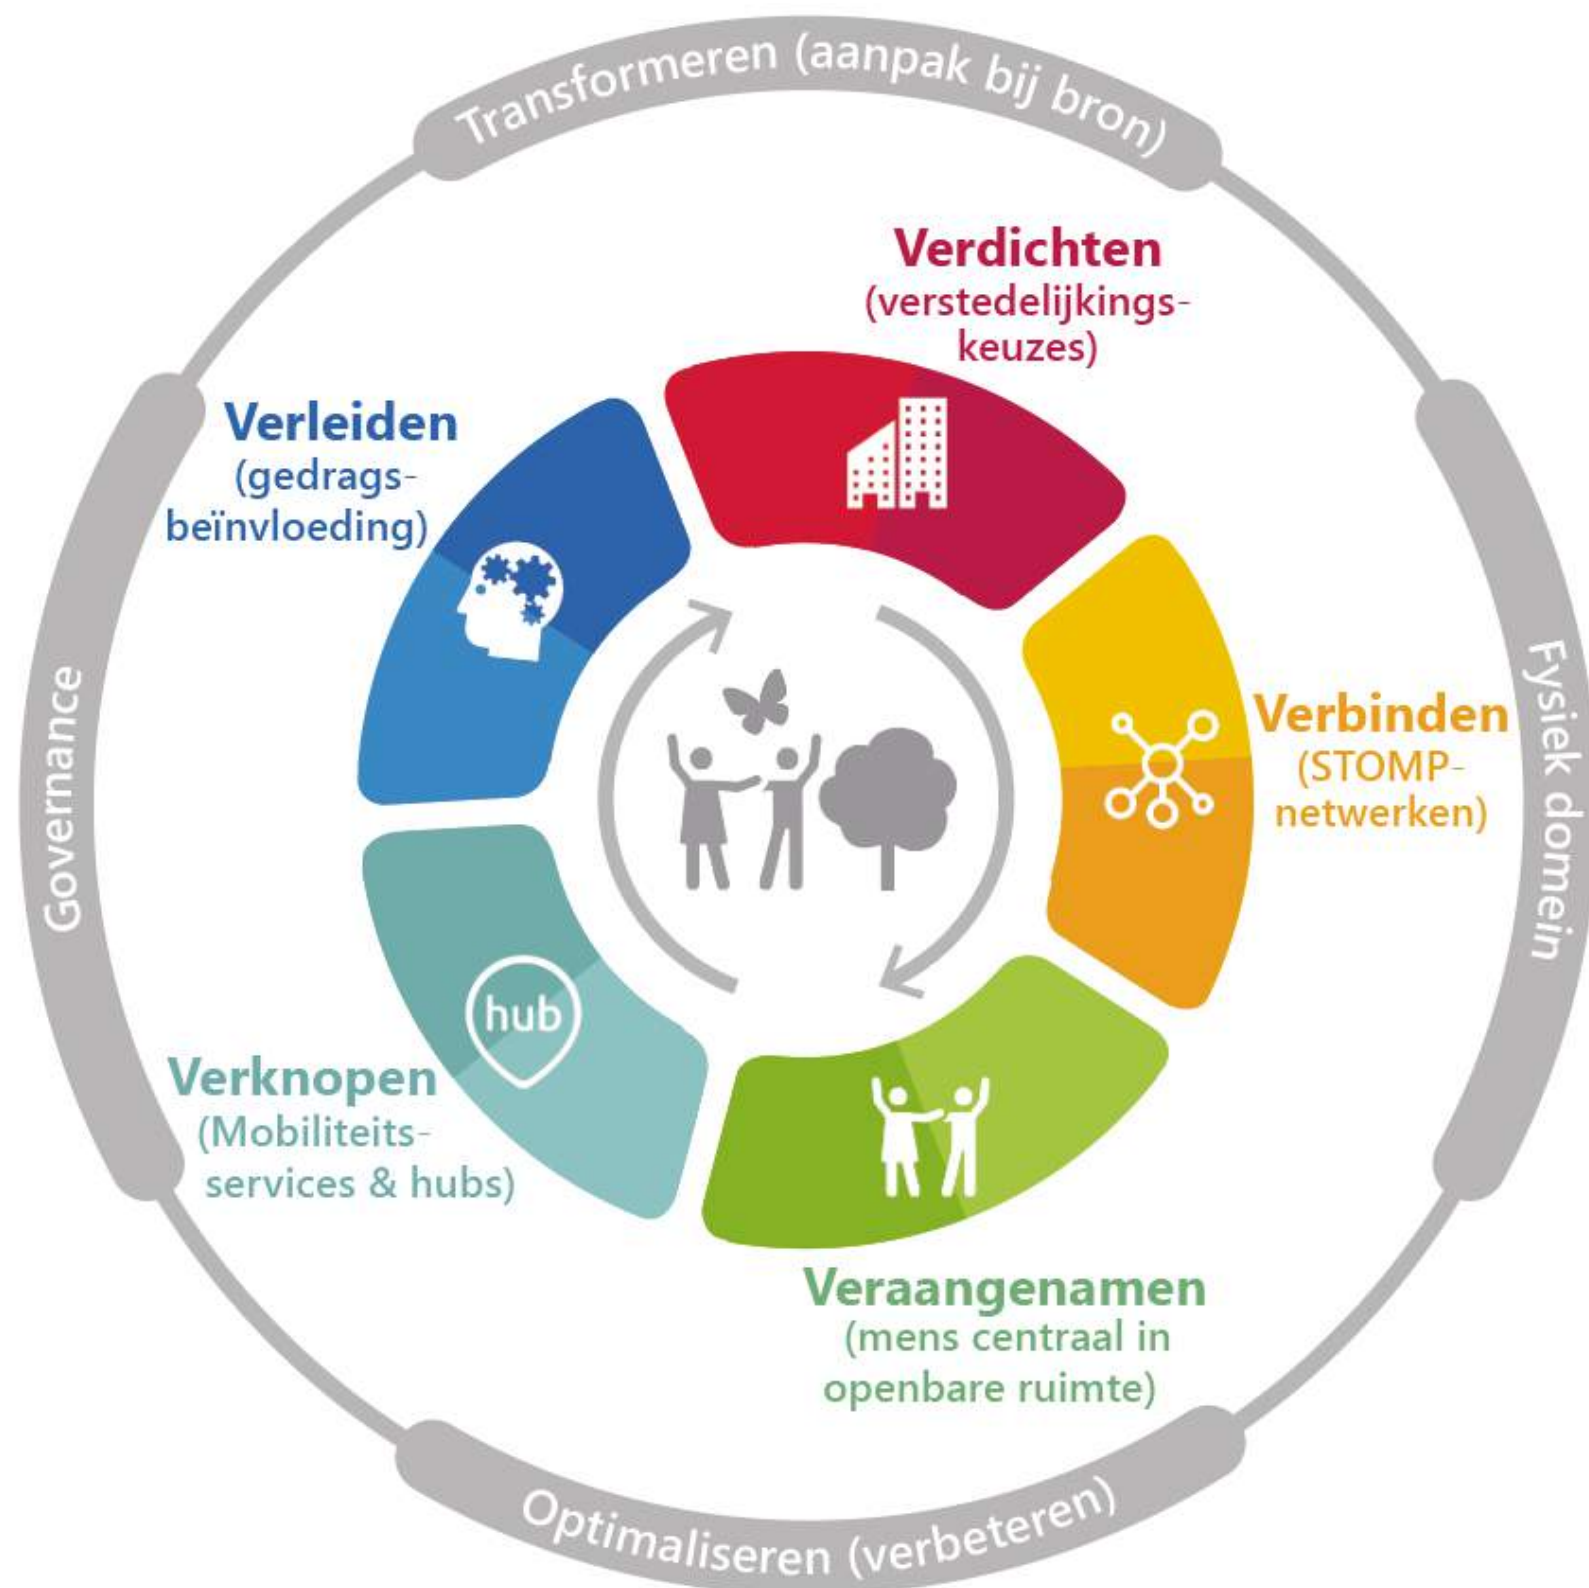 Transformeren (aanpak bij bron)
Verdichten
(verstedelijkings-
keuzes)
Verleiden
(gedrags-
beïnvloeding)
Governance
Fysiek domein
Verbinden
(STOMP-
netwerken)
hub
Verknopen
(Mobiliteits-
services & hubs)
Veraangenamen
(mens centraal in
openbare ruimte)
Optimaliseren (verbeteren)